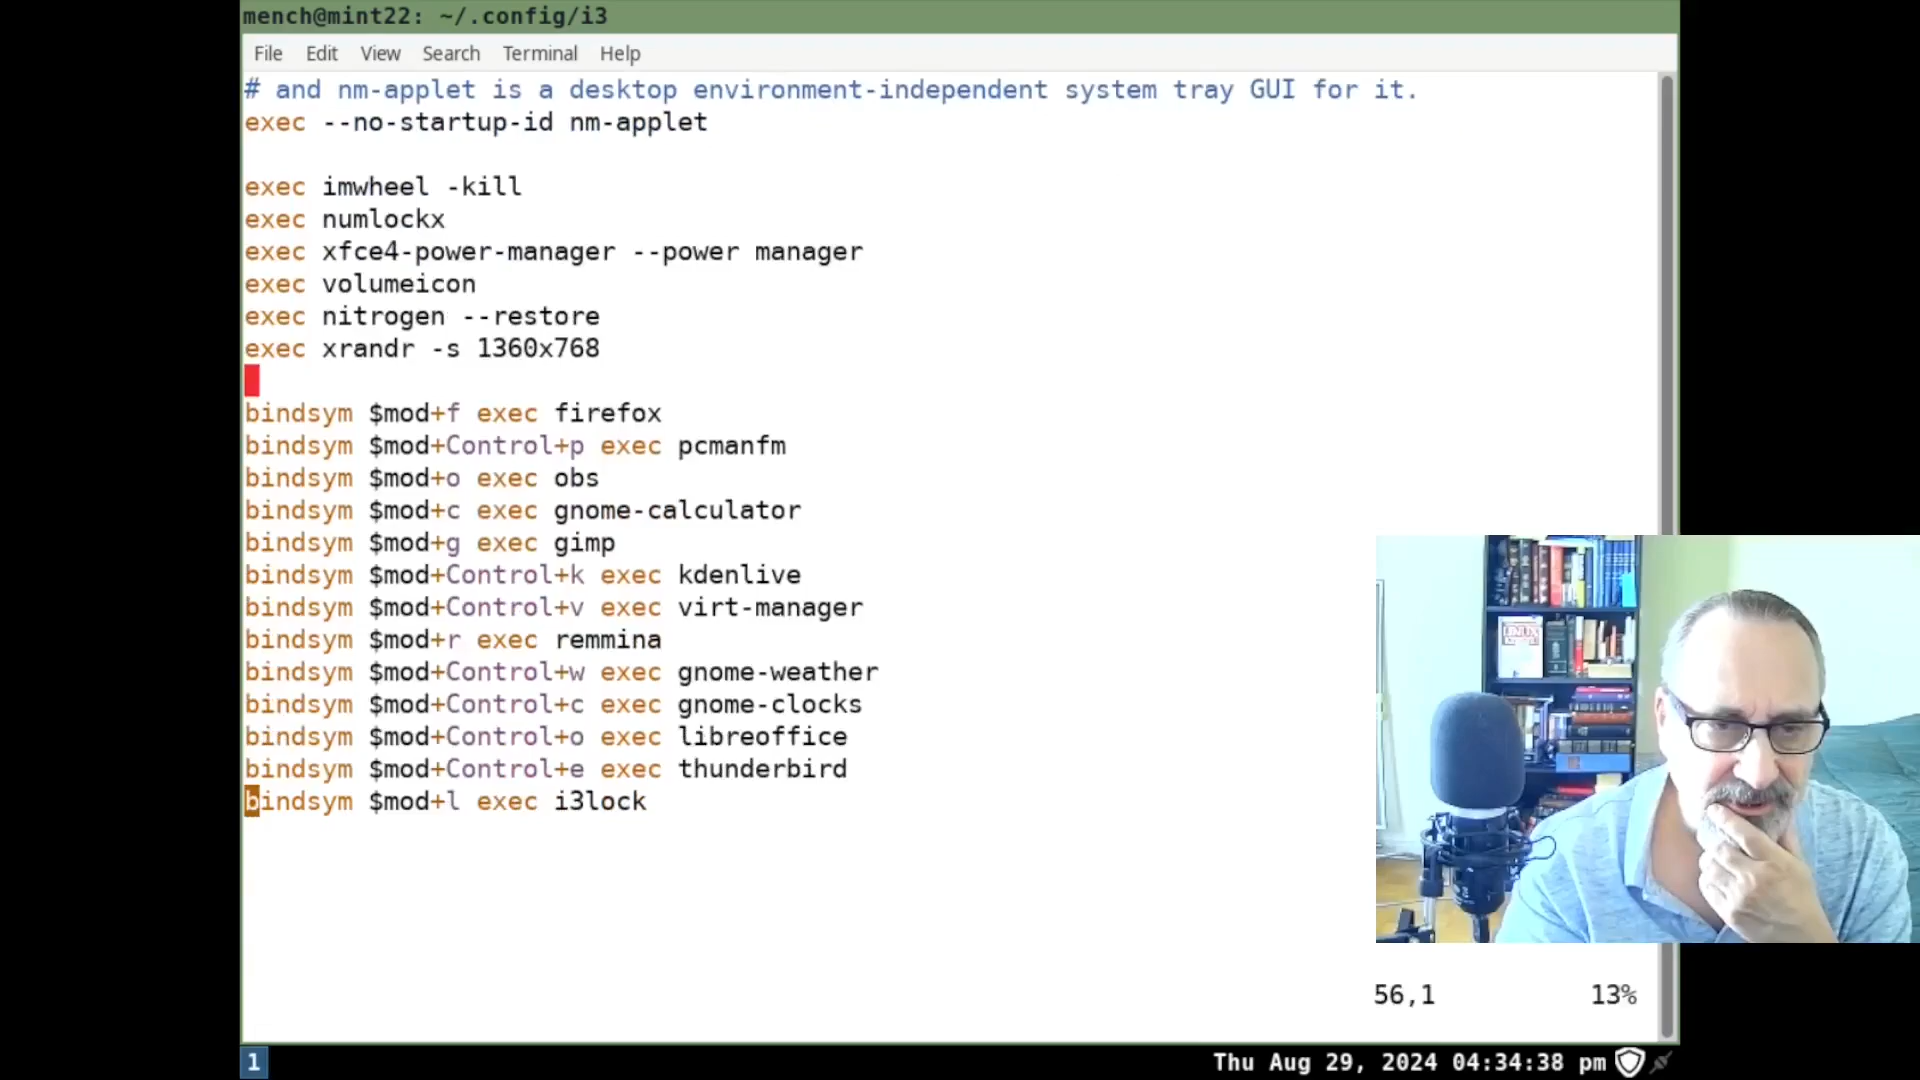 mench@mint22: ~/.config/i3
File Edit View Search Terminal Help
# and nm-applet is a desktop environment-independent system tray GUI for it.
exec --no-startup-id nm-applet
exec imwheel -kill
exec numlockx
exec xfce4-power-manager --power manager
exec volumeicon
exec nitrogen --restore
exec xrandr -s 1360x768
bindsym $mod+f exec firefox
bindsym $mod+Control+p exec pcmanfm
bindsym $mod+o exec obs
bindsym $mod+c exec gnome-calculator
bindsym $mod+g exec gimp
bindsym $mod+Control+k exec kdenlive
bindsym $mod+Control+v exec virt-manager
bindsym $mod+r exec remmina
bindsym $mod+Control+w exec gnome-weather
bindsym $mod+Control+c exec gnome-clocks
bindsym $mod+Control+o exec libreoffice
bindsym $mod+Control+e exec thunderbird
bindsym $mod+l exec i3lock
56,1 13%
1 Thu Aug 29, 2024 04:34:38 pm